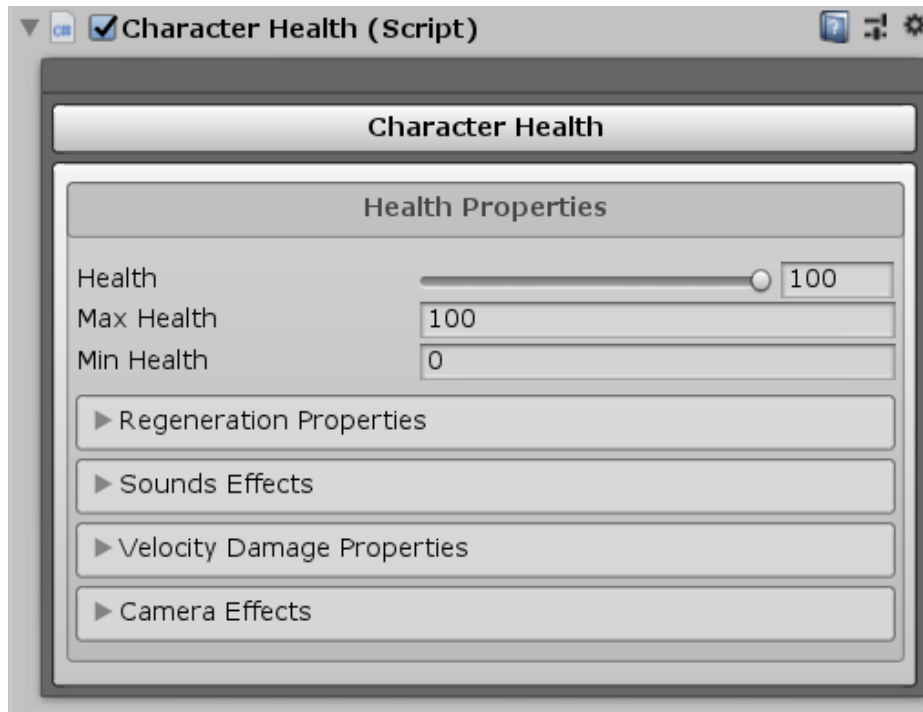 Character Health (Script)
Character Health
Health Properties
Health 100
Max Health 100
Min Health 0
Regeneration Properties
Sounds Effects
Velocity Damage Properties
Camera Effects